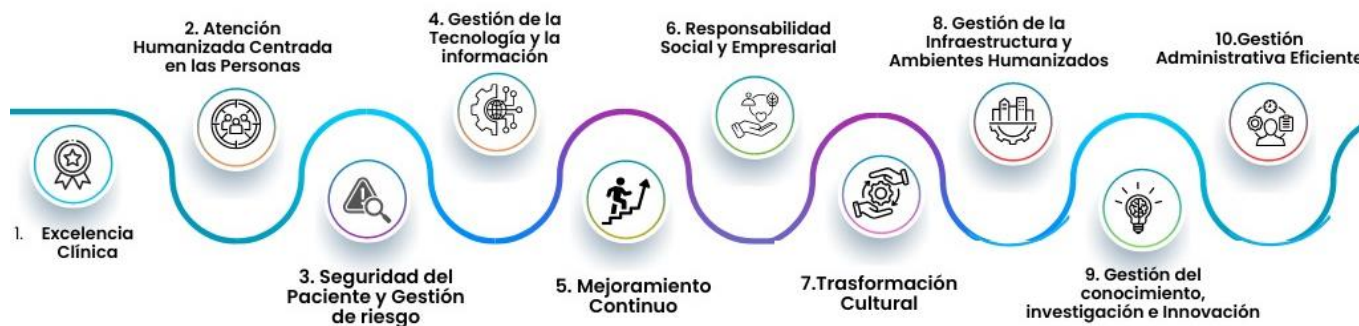 1. Excelencia
Clínica
2. Atención
Humanizada Centrada
en las Personas
3. Seguridad del
Paciente y Gestión
de riesgo
4. Gestión de la
Tecnología y la
información
5. Mejoramiento
Continuo
6. Responsabilidad
Social y Empresarial
7.Trasformación
Cultural
8. Gestión de la
Infraestructura y
Ambientes Humanizados
9. Gestión del
conocimiento,
investigación e Innovación
10.Gestión
Administrativa Eficiente